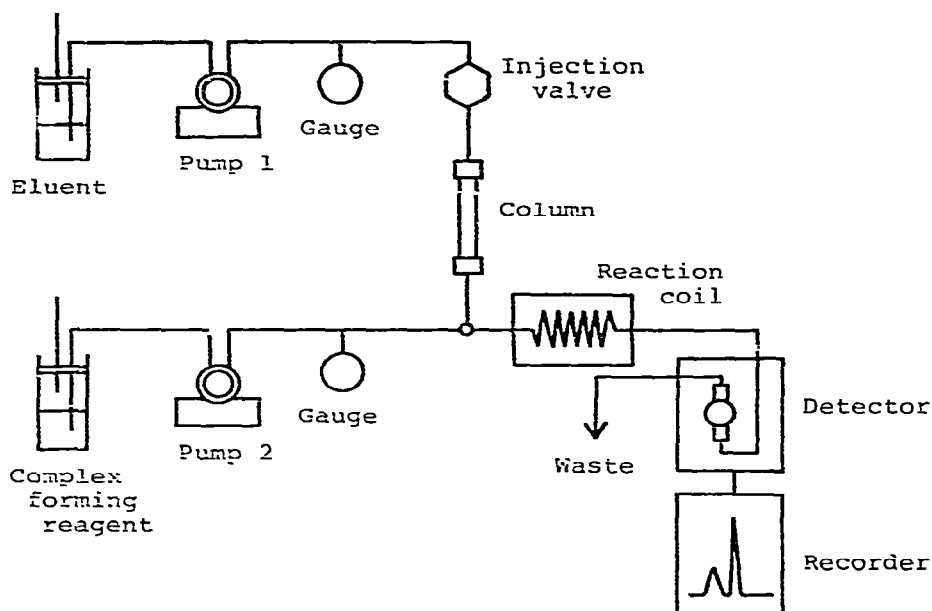 Injection
valve
Gauge
Pump 1
Eluent
Column
Reaction
coil
Gauge
Detector
Pump 2
Waste
Complex
forming
reagent
Recorder